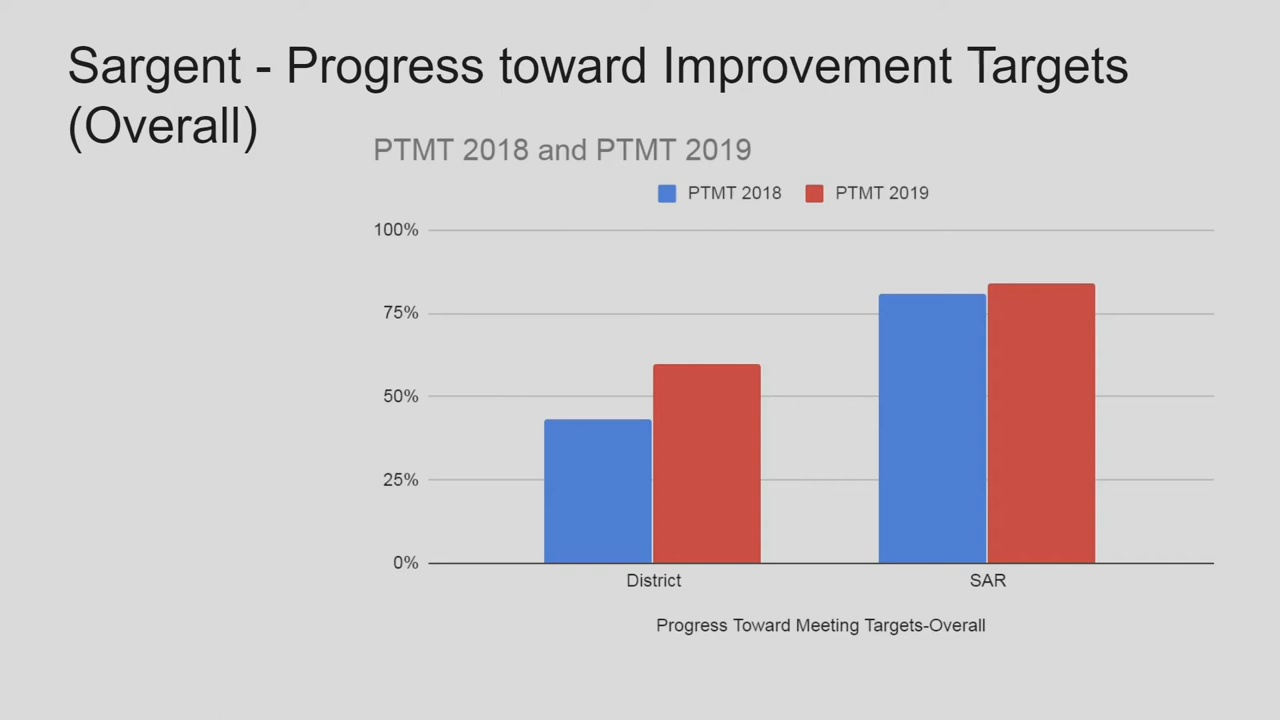 Sargent - Progress toward Improvement Targets
(Overall)
PTMT 2018 and PTMT 2019
PTMT 2018
PTMT 2019
100%
75%
50%
25%
0%
District
SAR
Progress Toward Meeting Targets-Overall